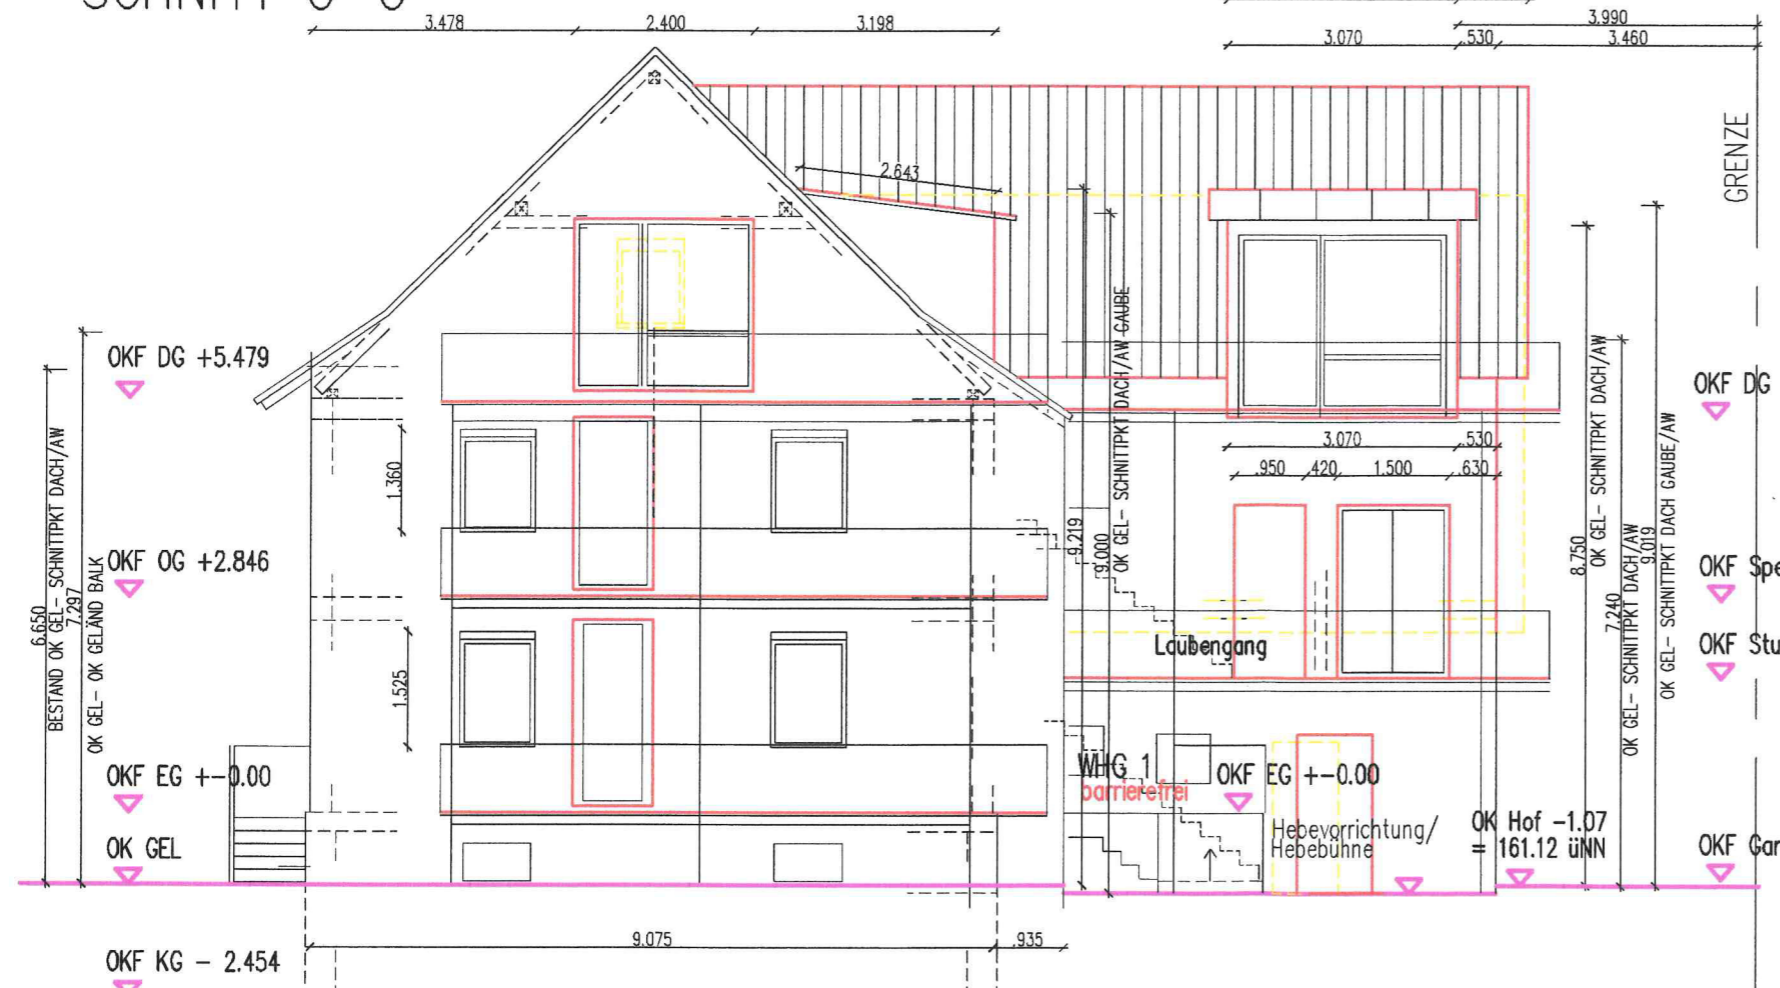 3.478
2.400
3.198
3.990
3.070
.530
3.460
GRENZE
2.643
OKF DG +5.479
OKF DG
3.070
.530
.950
.420
1.500
.630
1.360
OKF OG +2.846
9.219
9.000
OK GEL- SCHNITTPKT DACH/AW GAUBE
8.750
OK GEL- SCHNITTPKT DACH/AW
7.240
OK GEL- SCHNITTPKT DACH/AW
9.019
OK GEL- SCHNITTPKT DACH GAUBE/AW
OKF Spe
OKF Stu
6.650
BESTAND OK GEL- SCHNITTPKT DACH/AW
7.297
OK GEL- OK GELÄND BALK
Laubengang
1.525
OKF EG +-0.00
WHG 1
barrierefrei
OKF EG +-0.00
Hebevorrichtung/
Hebebühne
OK Hof -1.07
= 161.12 üNN
OK GEL
OKF Gar
9.075
.935
OKF KG - 2.454